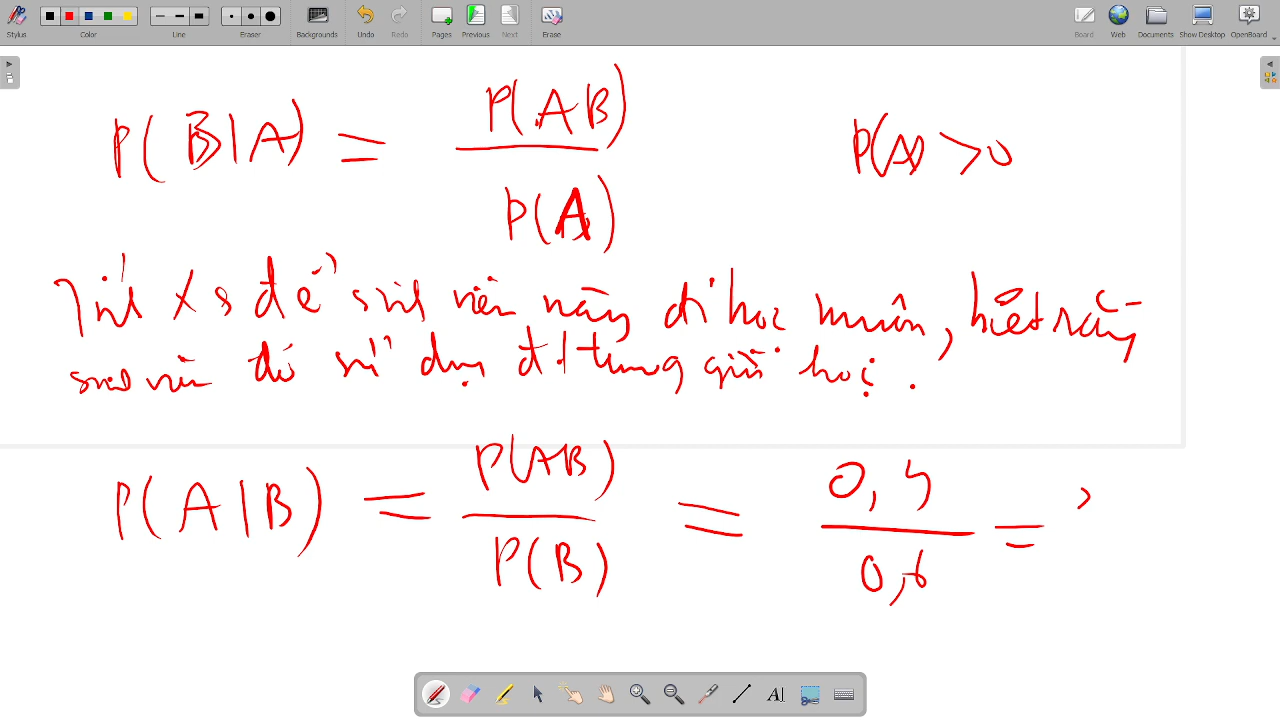 Stylus Color Line Eraser Backgrounds Undo Redo Pages Previous Next Erase Board Web Documents Show Desktop OpenBoard
P(B|A) = P(AB) / P(A) P(A) > 0
Tính xs để sinh viên này đi học muộn, biết rằng
sinh viên đó sử dụng đt trong giờ học.
P(A|B) = P(AB) / P(B) = 0,5 / 0,6 =